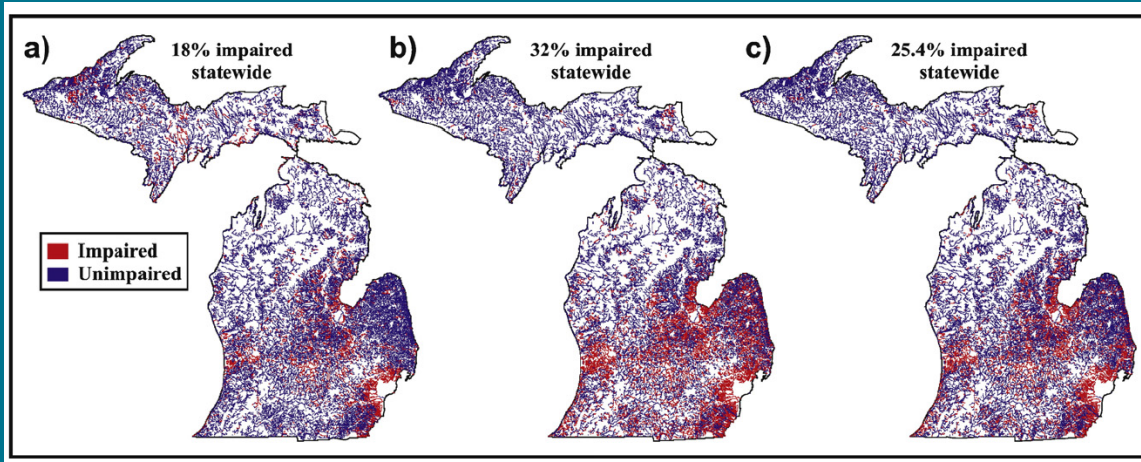 a)
18% impaired
statewide
b)
32% impaired
statewide
c)
25.4% impaired
statewide
Impaired
Unimpaired